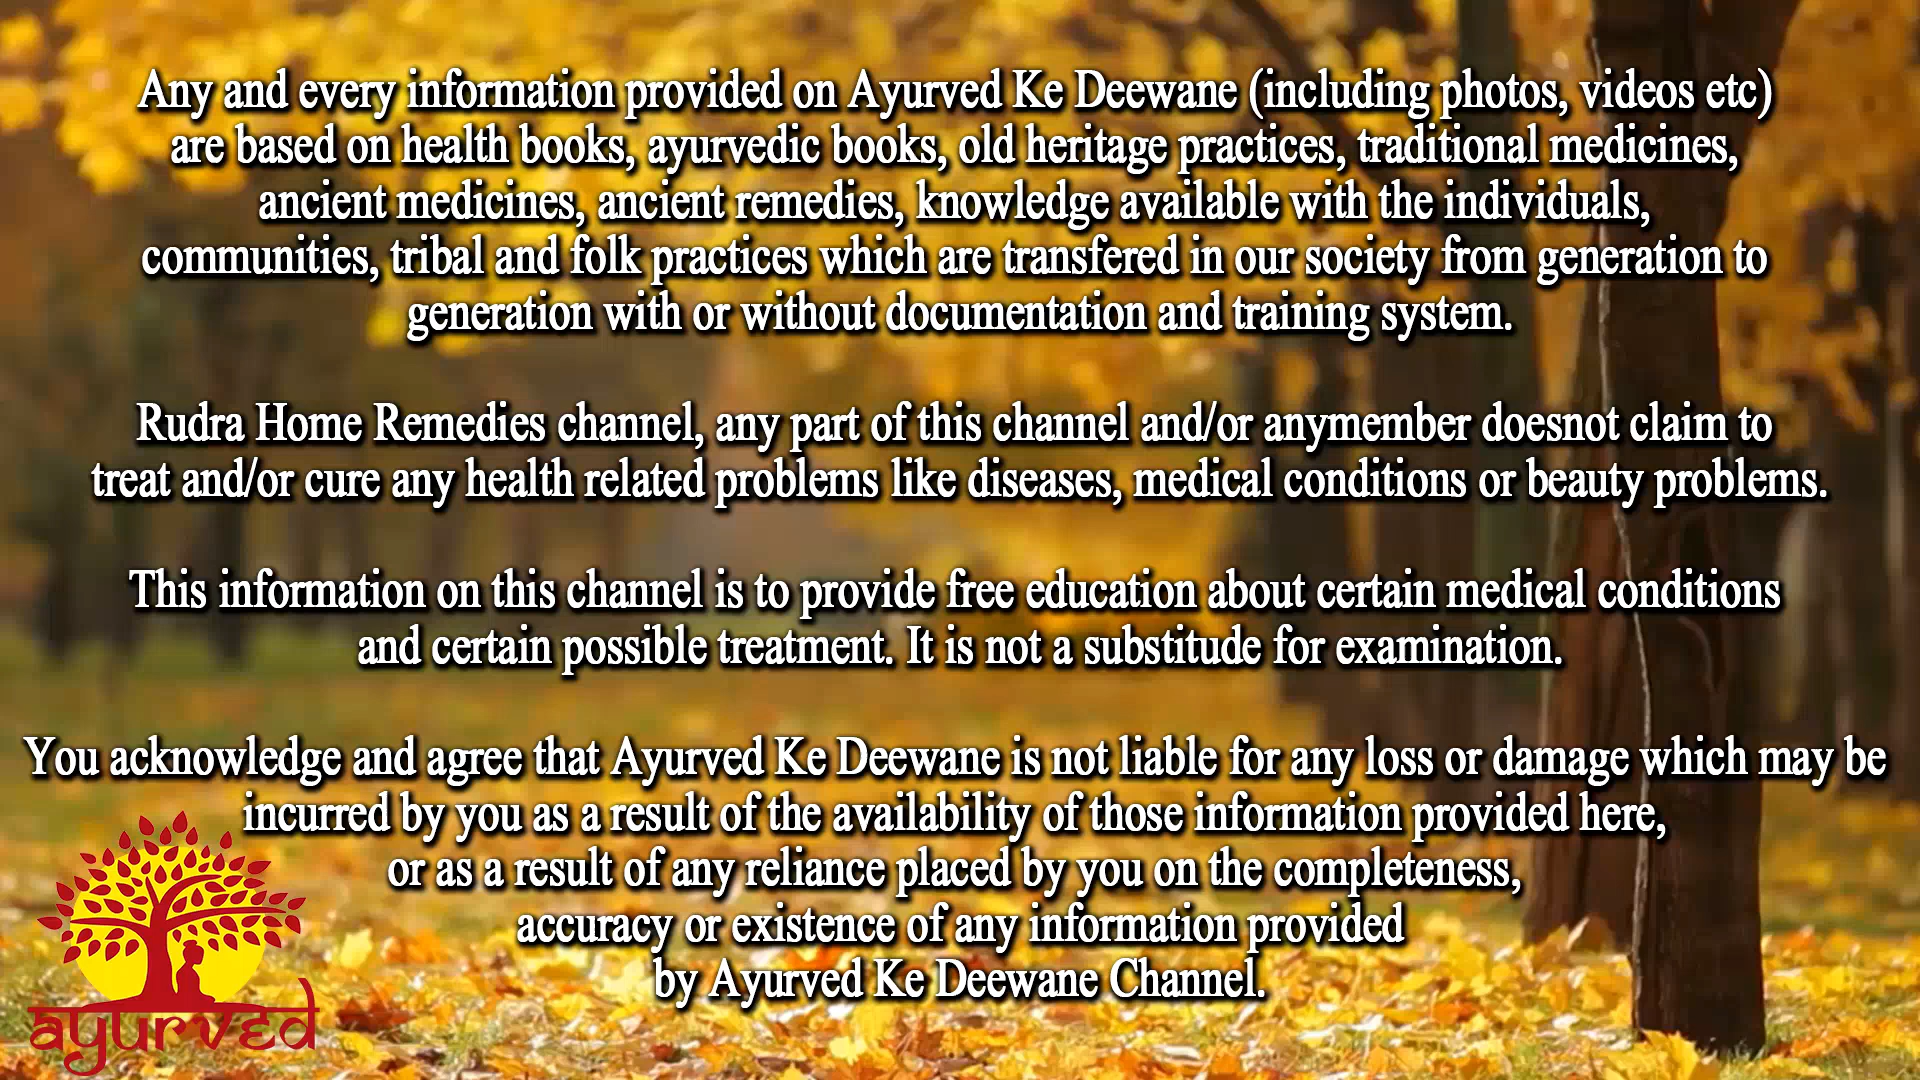 Any and every information provided on Ayurved Ke Deewane (including photos, videos etc)
are based on health books, ayurvedic books, old heritage practices, traditional medicines,
ancient medicines, ancient remedies, knowledge available with the individuals,
communities, tribal and folk practices which are transfered in our society from generation to
generation with or without documentation and training system.
Rudra Home Remedies channel, any part of this channel and/or anymember doesnot claim to
treat and/or cure any health related problems like diseases, medical conditions or beauty problems.
This information on this channel is to provide free education about certain medical conditions
and certain possible treatment. It is not a substitude for examination.
You acknowledge and agree that Ayurved Ke Deewane is not liable for any loss or damage which may be
incurred by you as a result of the availability of those information provided here,
or as a result of any reliance placed by you on the completeness,
accuracy or existence of any information provided
by Ayurved Ke Deewane Channel.
ayurved